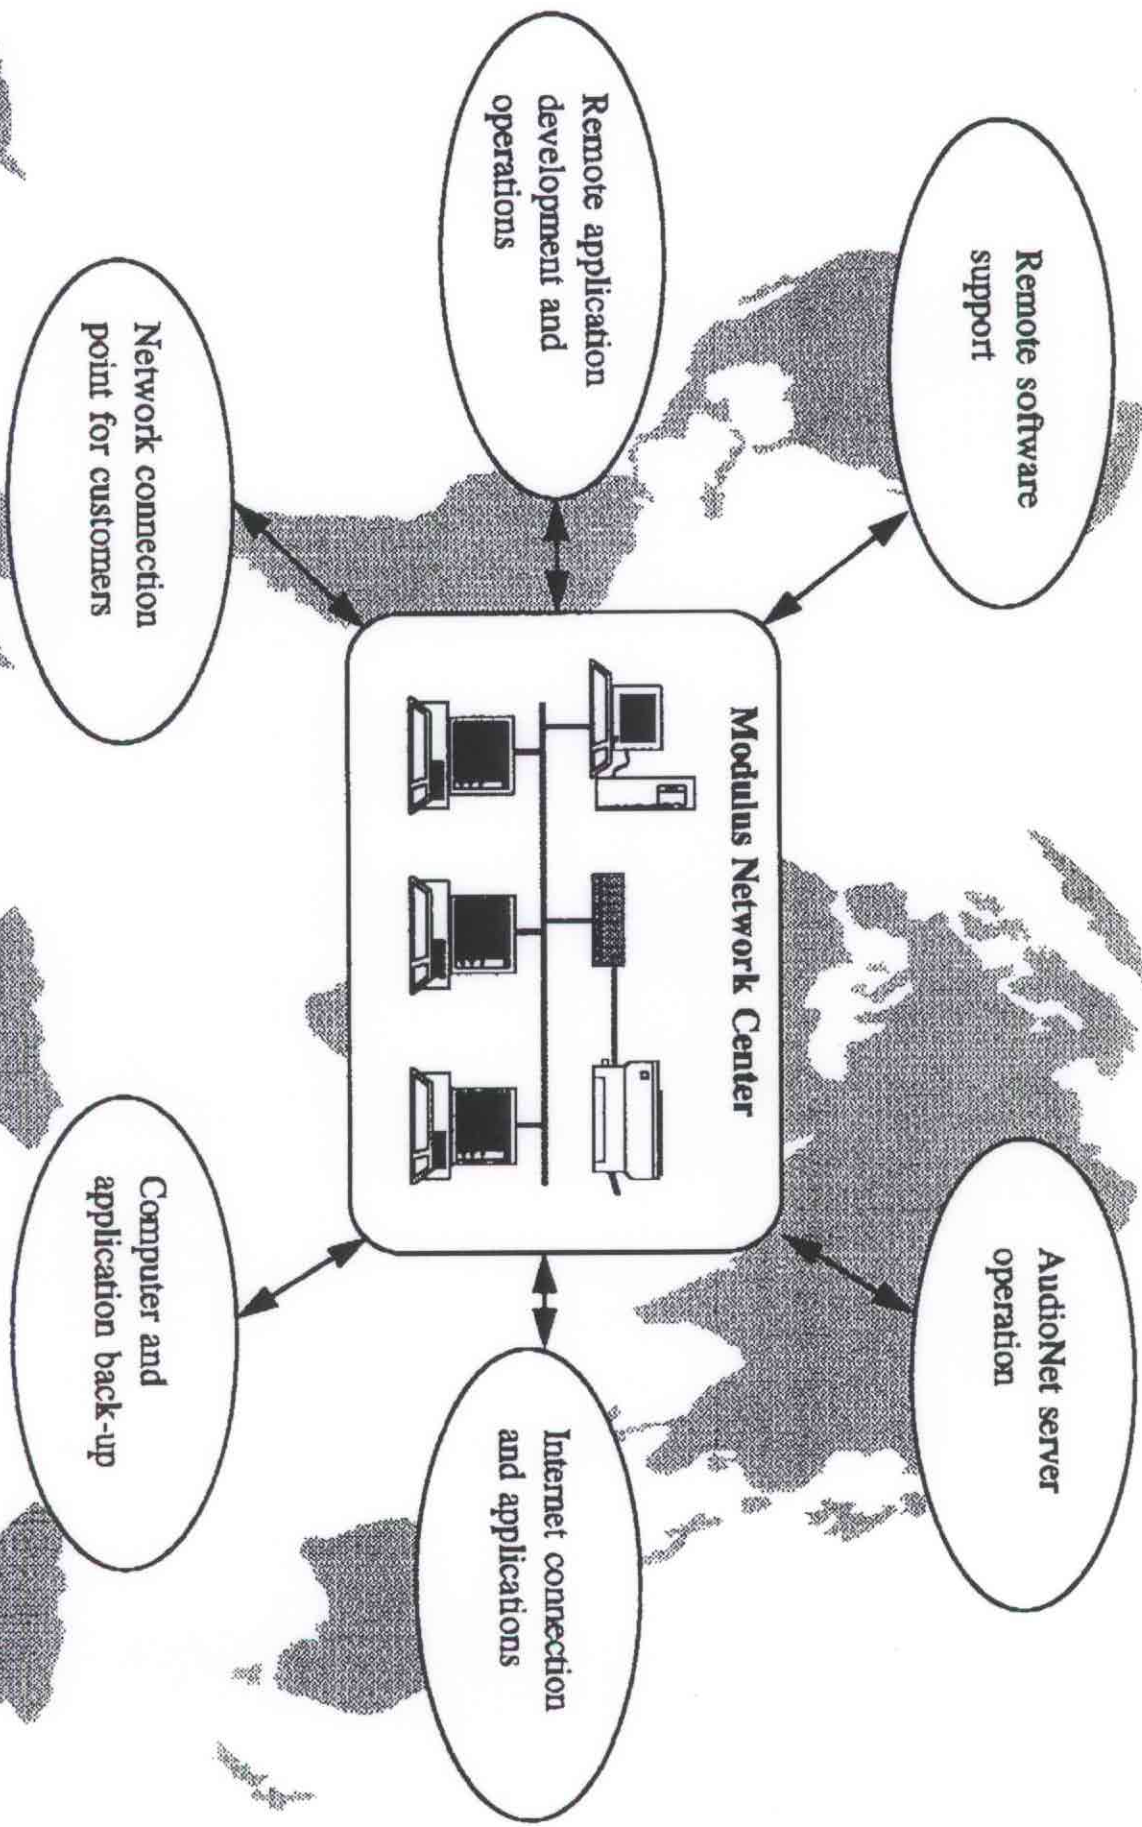 Remote software
support
AudioNet server
operation
Modulus Network Center
Remote application
development and
operations
Internet connection
and applications
Network connection
point for customers
Computer and
application back-up